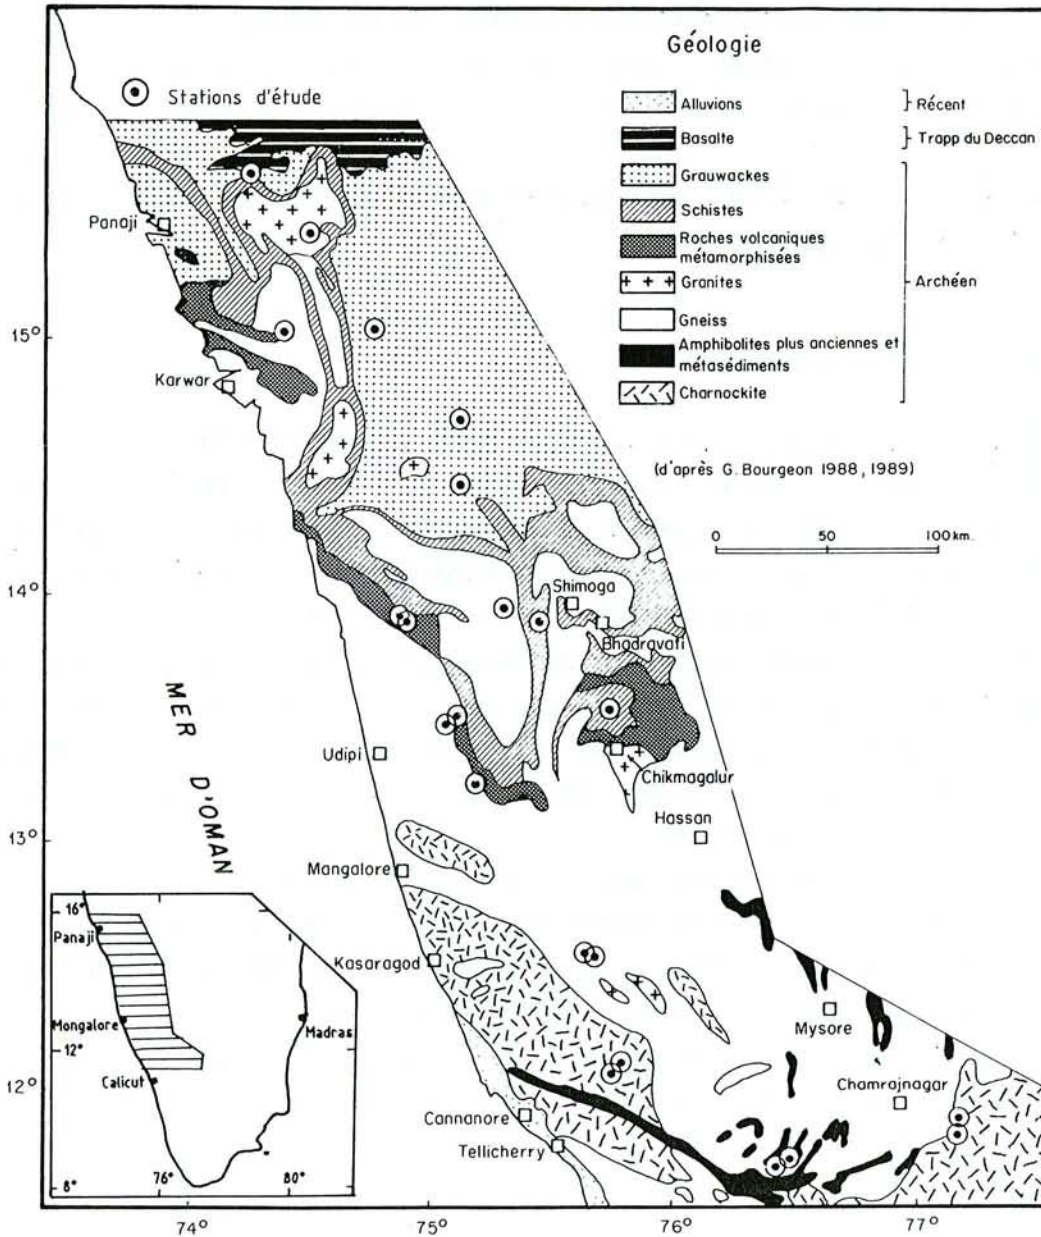 Géologie
Stations d'étude
Alluvions
Récent
Basalte
Trapp du Deccan
Grauwackes
Schistes
Roches volcaniques
métamorphisées
Granites
Archéen
Gneiss
Amphibolites plus anciennes et
métasédiments
Charnockite
(d'après G. Bourgeon 1988, 1989)
0 50 100 km.
Panaji
15°
Karwar
14°
Shimoga
Bhadravati
MER D'OMAN
Udipi
Chikmagalur
Hassan
13°
Mangalore
Kasaragod
Mysore
12°
Chamrajnagar
Cannanore
Tellicherry
16°
Panaji
Mongalore
Madras
12°
Calicut
76° 80°
8°
74° 75° 76° 77°